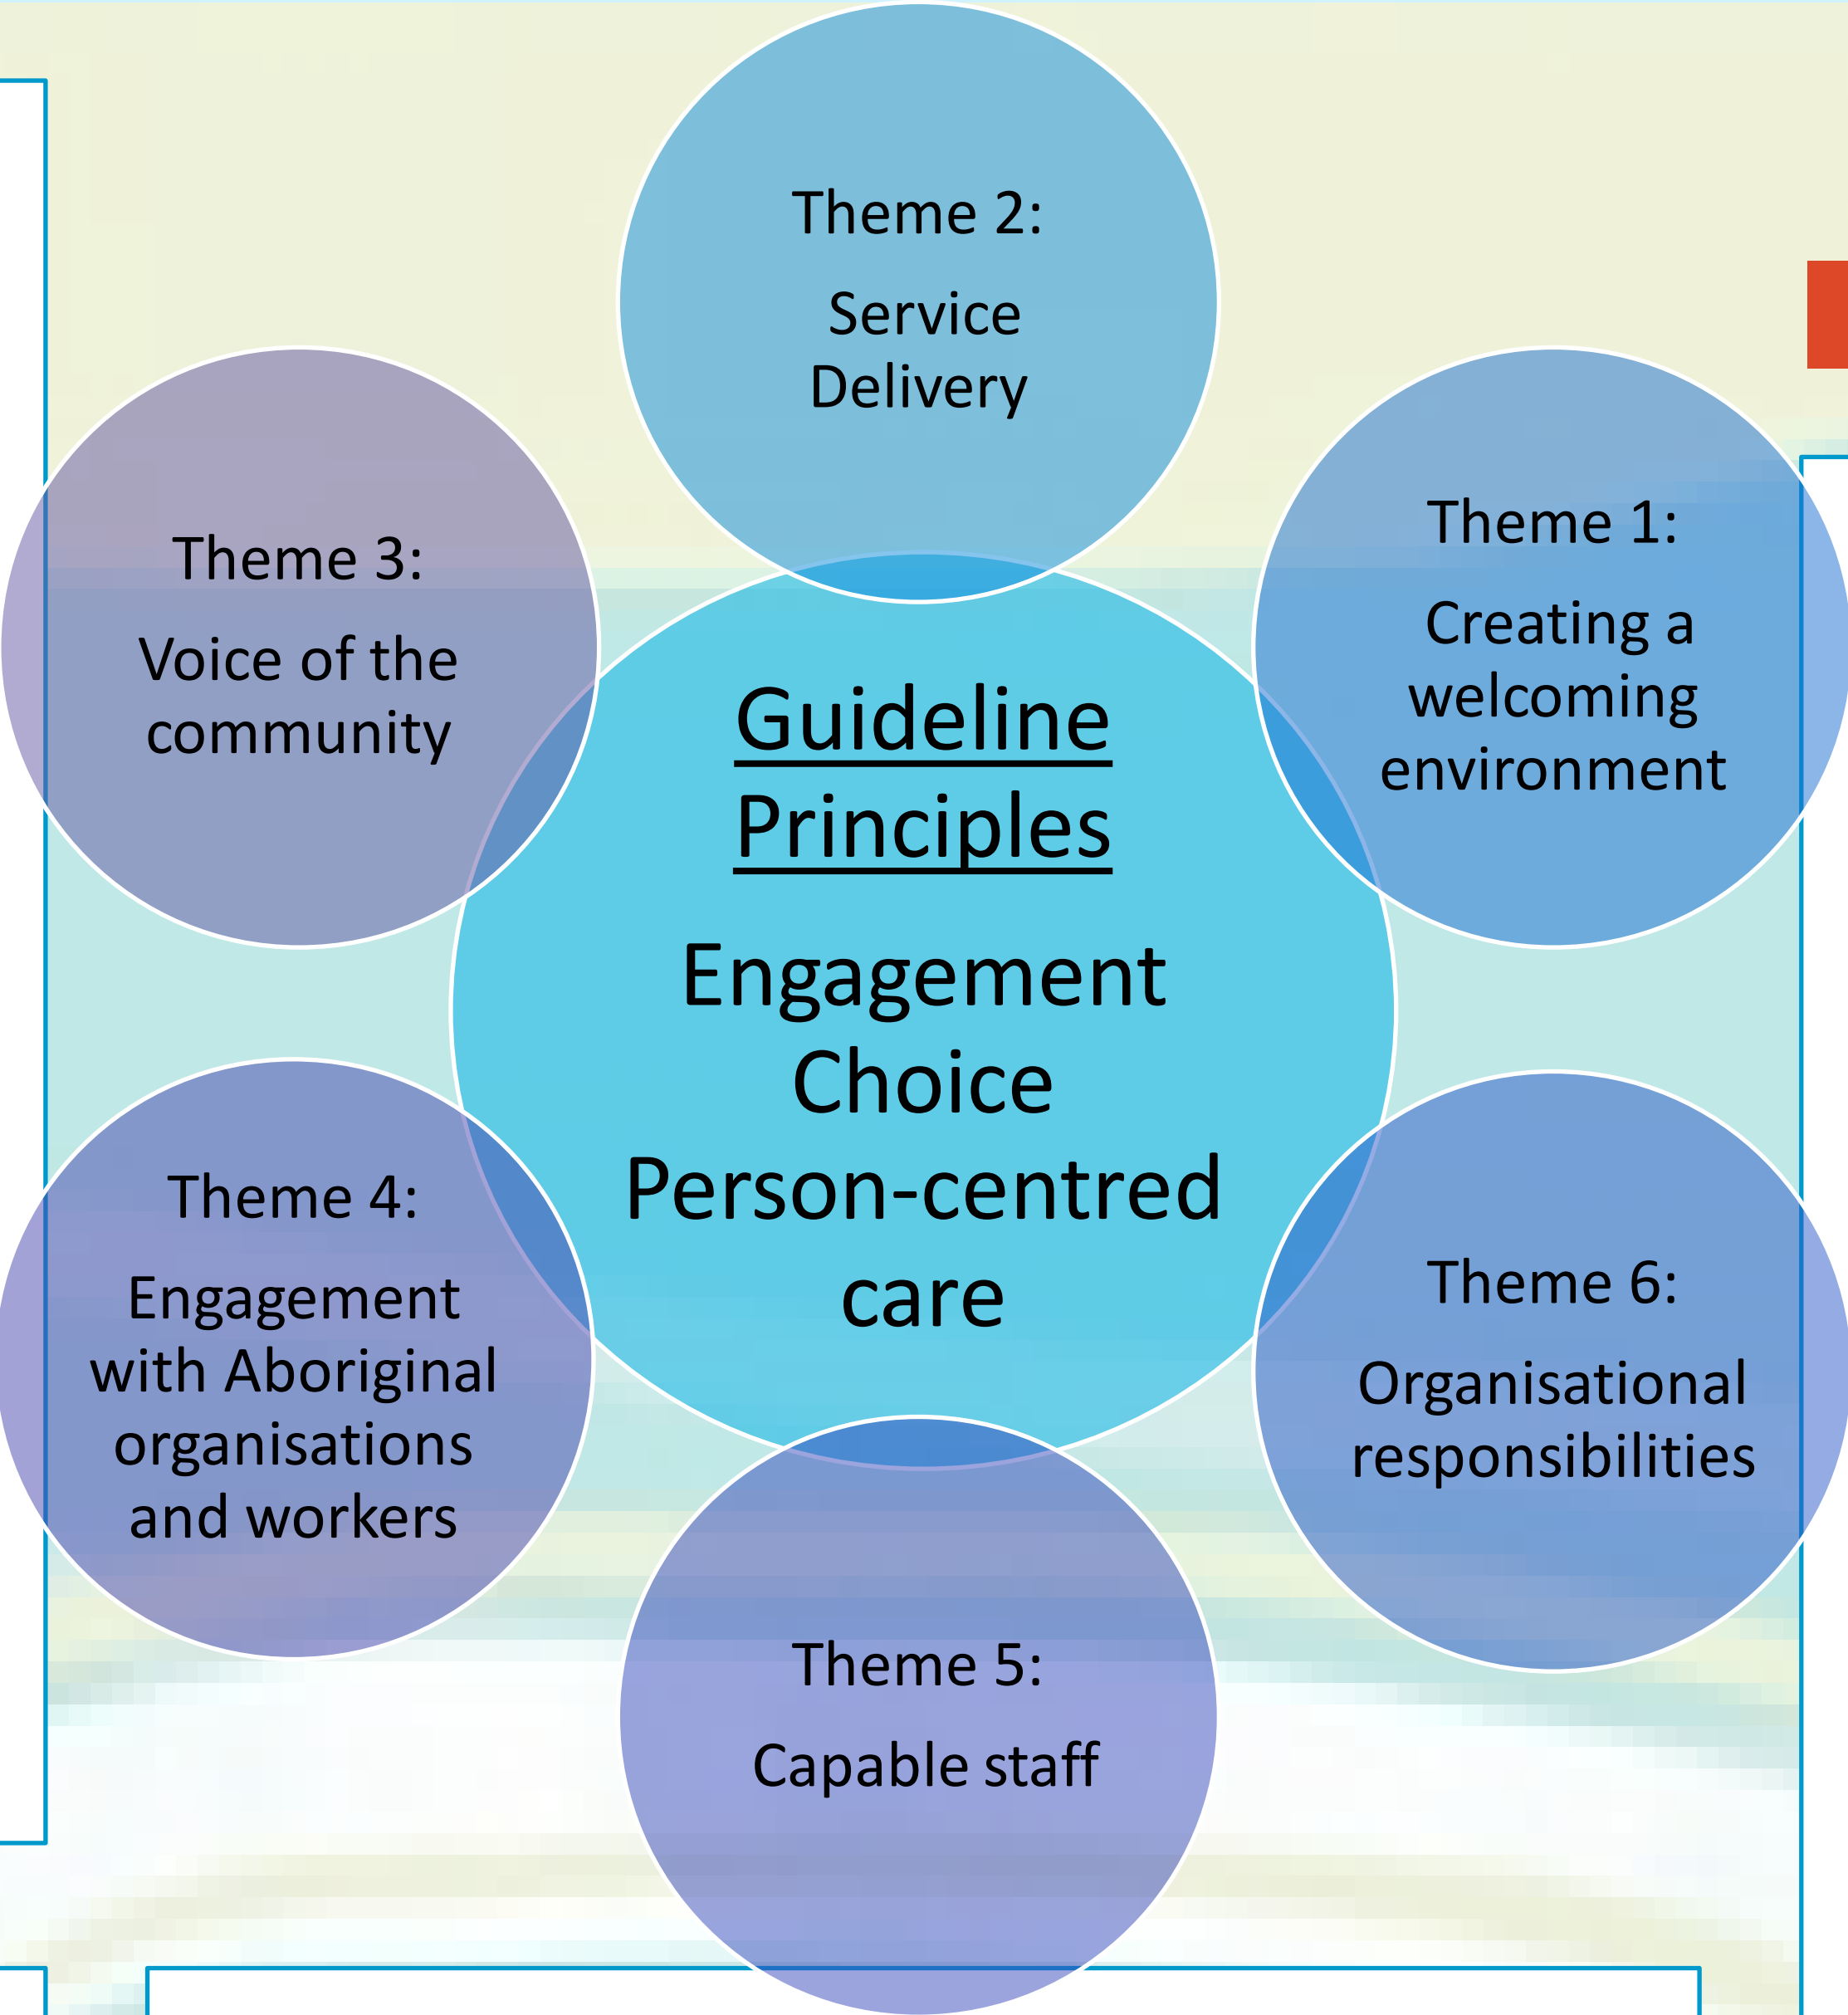 Theme 2:
Service
Delivery
Theme 3:
Voice of the
community
Theme 1:
Creating a
welcoming
environment
Guideline
Principles
Engagement
Choice
Person-centred
care
Theme 4:
Engagement
with Aboriginal
organisations
and workers
Theme 6:
Organisational
responsibilities
Theme 5:
Capable staff